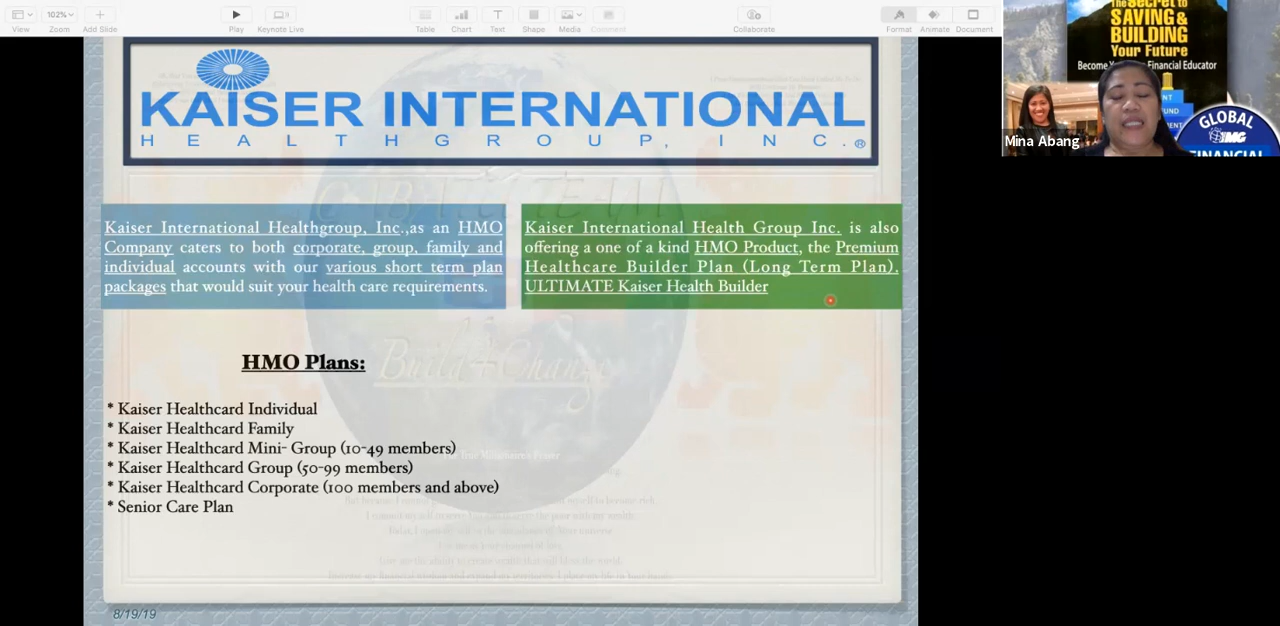 View
102%
Zoom
Add Slide
Play
Keynote Live
Table
Chart
Text
Shape
Media
Comment
Collaborate
Format
Animate
Document
The Secret to
SAVING &
BUILDING
Your Future
Financial Educator
GLOBAL
IMG
FINANCIAL
Mina Abang
KAISER INTERNATIONAL
HEALTHGROUP, INC.®
Kaiser International Healthgroup, Inc.,as an HMO
Company caters to both corporate, group, family and
individual accounts with our various short term plan
packages that would suit your health care requirements.
Kaiser International Health Group Inc. is also
offering a one of a kind HMO Product, the Premium
Healthcare Builder Plan (Long Term Plan).
ULTIMATE Kaiser Health Builder
HMO Plans:
* Kaiser Healthcard Individual
* Kaiser Healthcard Family
* Kaiser Healthcard Mini- Group (10-49 members)
* Kaiser Healthcard Group (50-99 members)
* Kaiser Healthcard Corporate (100 members and above)
* Senior Care Plan
8/19/19